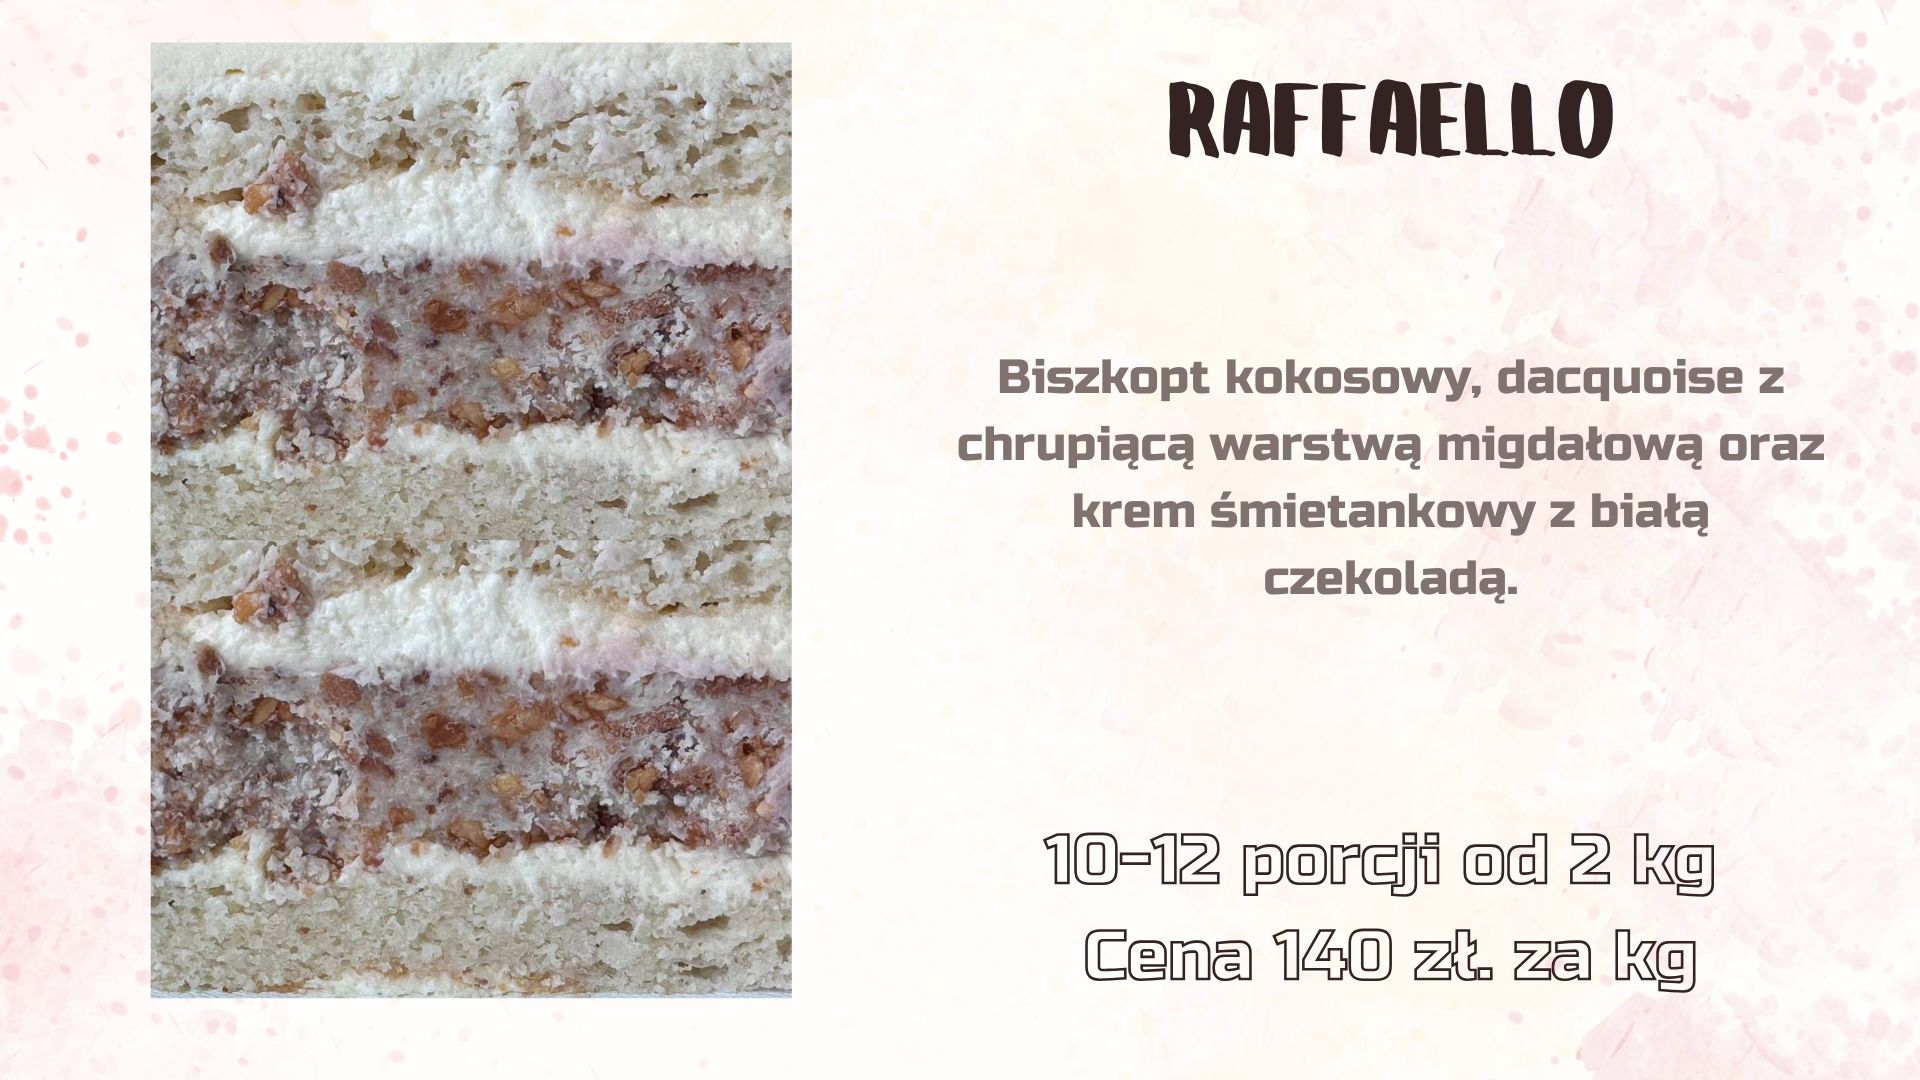 RAFFAELLO
Biszkopt kokosowy, dacquoise z
chrupiącą warstwą migdałową oraz
krem śmietankowy z białą
czekoladą.
10-12 porcji od 2 kg
Cena 140 zł. za kg